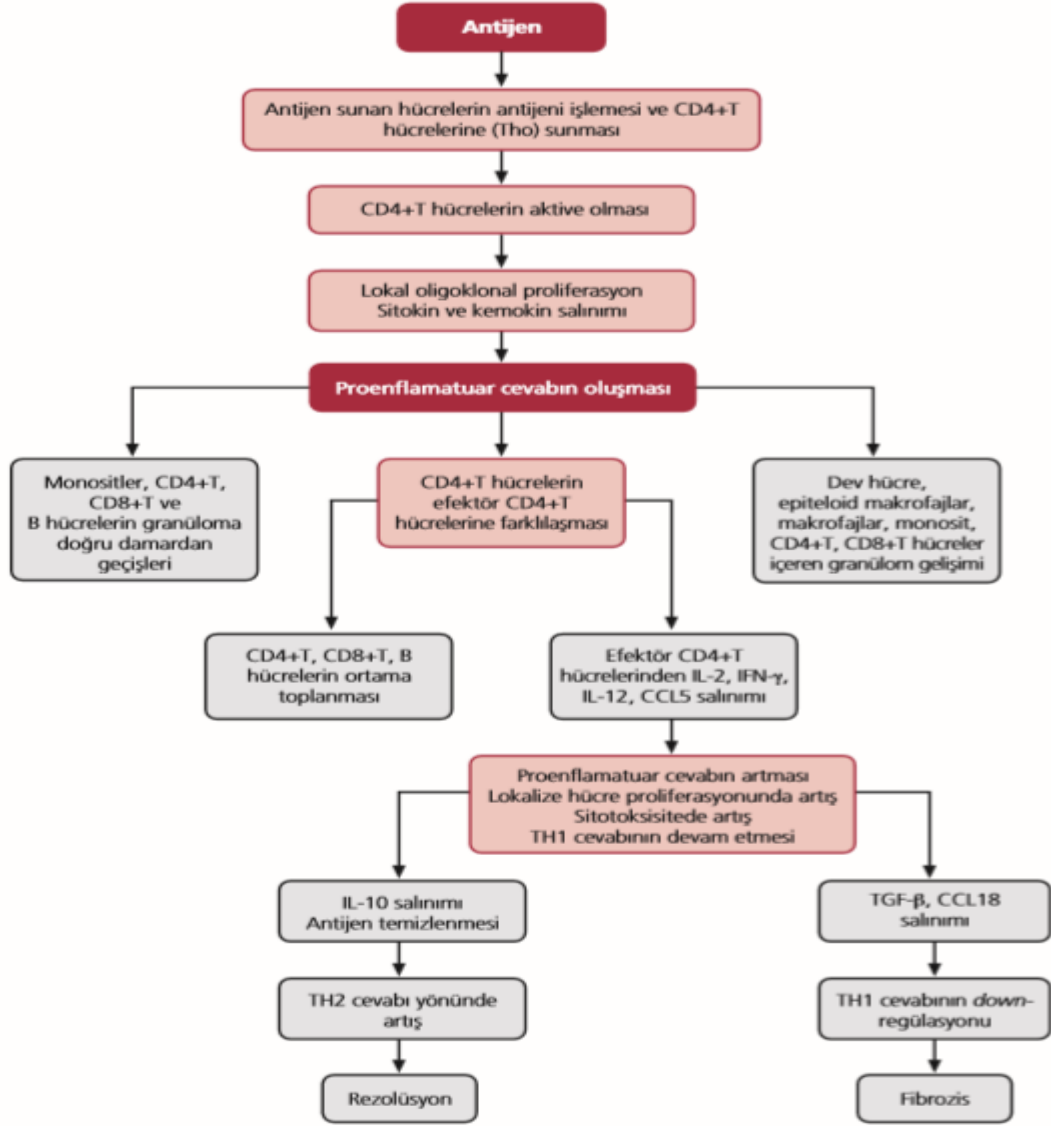 Antijen
Antijen sunan hücrelerin antijeni işlemesi ve CD4+T
hücrelerine (Tho) sunması
CD4+T hücrelerin aktive olması
Lokal oligoklonal proliferasyon
Sitokin ve kemokin salınımı
Proenflamatuar cevabın oluşması
Monositler, CD4+T,
CD8+T ve
B hücrelerin granüloma
doğru damardan
geçişleri
CD4+T hücrelerin
efektör CD4+T
hücrelerine farklılaşması
Dev hücre,
epiteloid makrofajlar,
makrofajlar, monosit,
CD4+T, CD8+T hücreler
içeren granülom gelişimi
CD4+T, CD8+T, B
hücrelerin ortama
toplanması
Efektör CD4+T
hücrelerinden IL-2, IFN-γ,
IL-12, CCL5 salınımı
Proenflamatuar cevabın artması
Lokalize hücre proliferasyonunda artış
Sitotoksisitede artış
TH1 cevabının devam etmesi
IL-10 salınımı
Antijen temizlenmesi
TGF-β, CCL18
salınımı
TH2 cevabı yönünde
artış
TH1 cevabının down-
regülasyonu
Rezolüsyon
Fibrozis